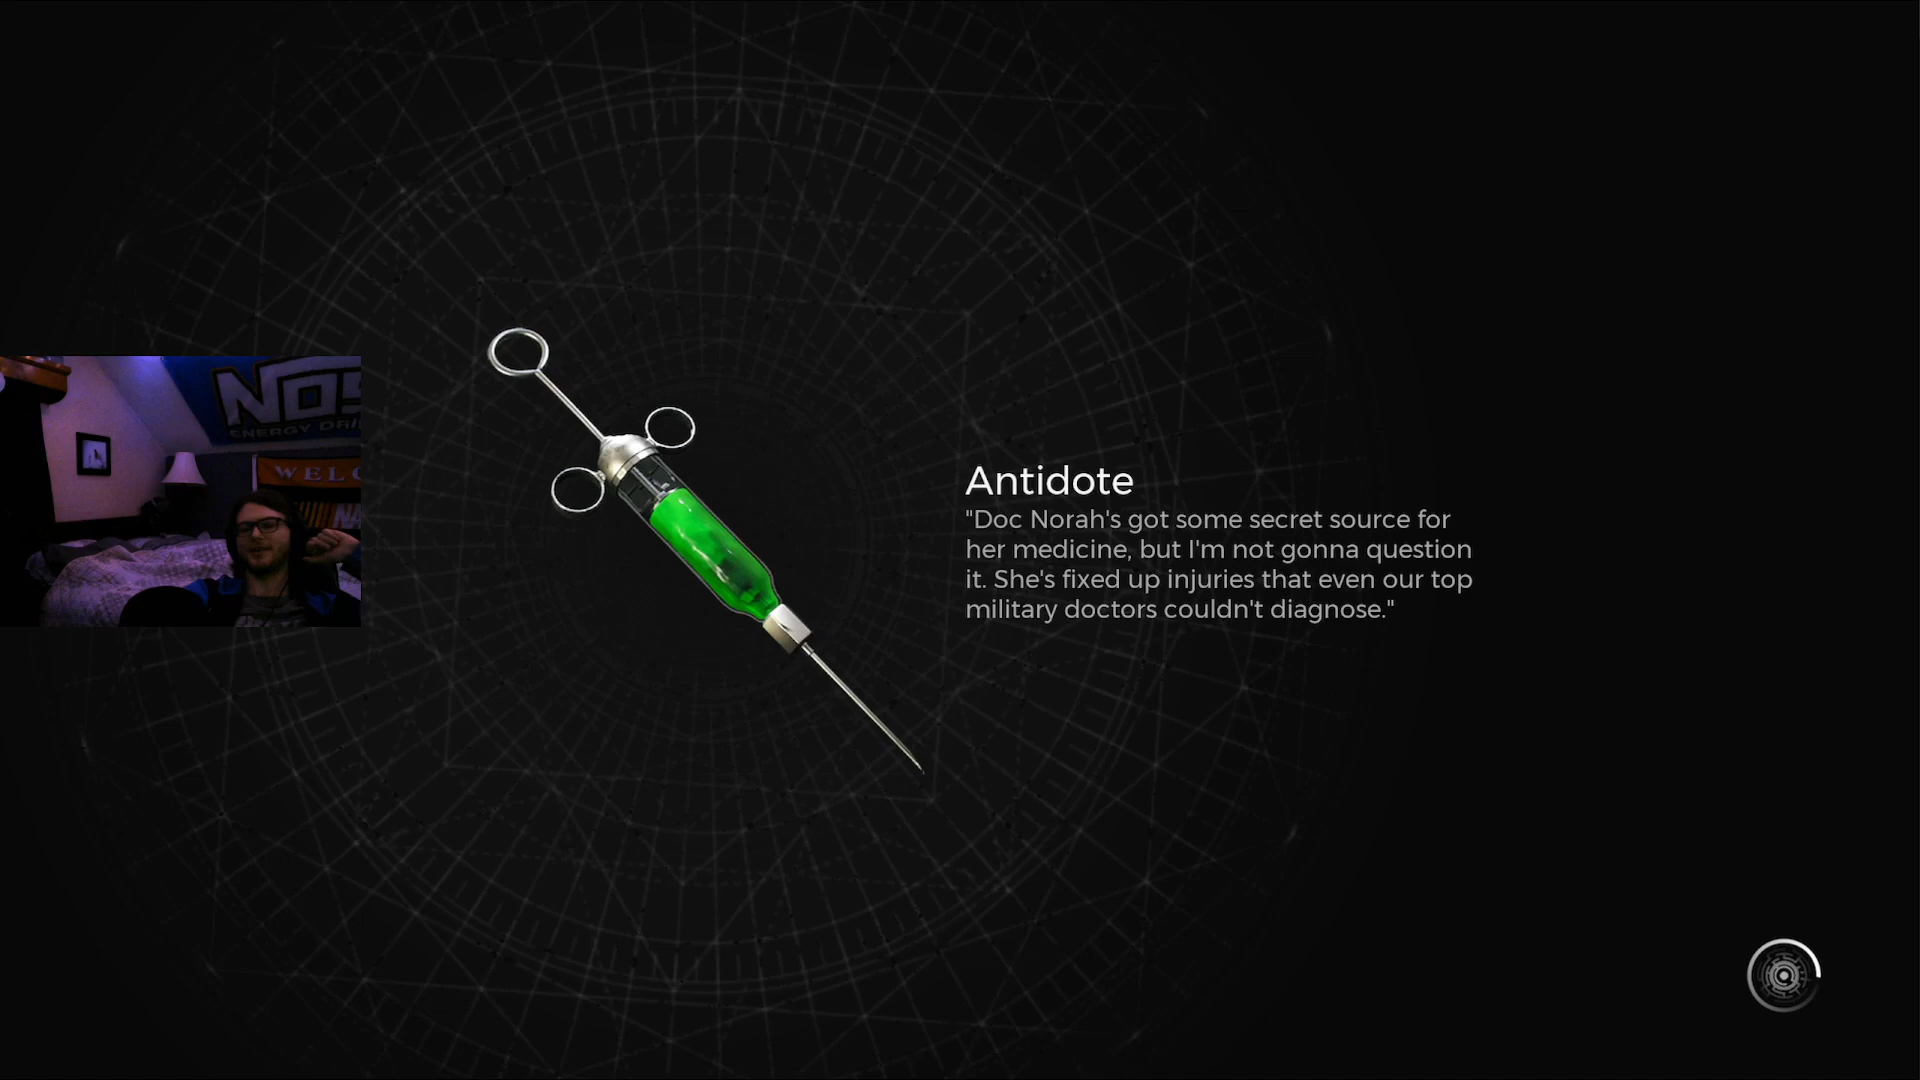 NOS
ENERGY DRI
WELC
NA
Antidote
"Doc Norah's got some secret source for
her medicine, but I'm not gonna question
it. She's fixed up injuries that even our top
military doctors couldn't diagnose."